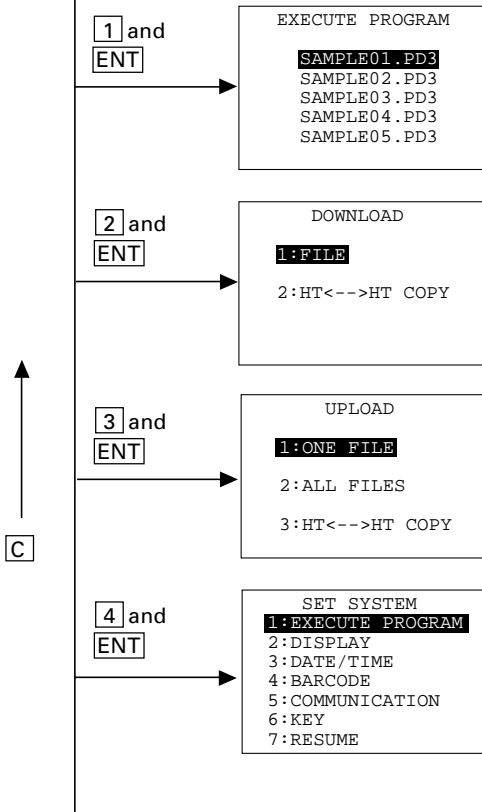 1 and
ENT
EXECUTE PROGRAM
SAMPLE01.PD3
SAMPLE02.PD3
SAMPLE03.PD3
SAMPLE04.PD3
SAMPLE05.PD3
2 and
ENT
DOWNLOAD
1:FILE
2:HT<-->HT COPY
3 and
ENT
UPLOAD
1:ONE FILE
2:ALL FILES
3:HT<-->HT COPY
C
4 and
ENT
SET SYSTEM
1:EXECUTE PROGRAM
2:DISPLAY
3:DATE/TIME
4:BARCODE
5:COMMUNICATION
6:KEY
7:RESUME